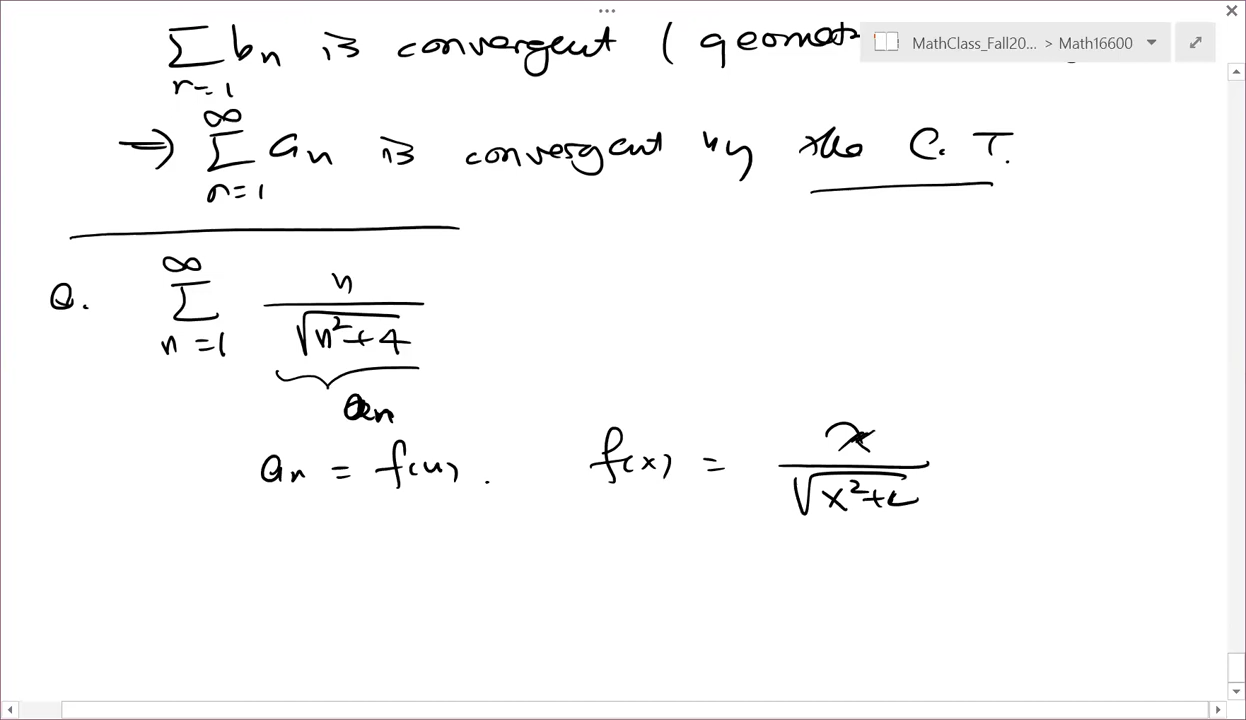 MathClass_Fall20... > Math16600
∑ bn is convergent ( geomet
n=1
⇒ ∞∑n=1 an is convergent by the C. T.
Q. ∞∑n=1 n/√(n²+4)
an
an = f(n). f(x) = x/√(x²+4